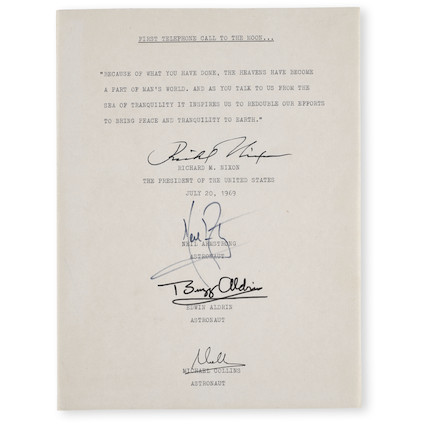 FIRST TELEPHONE CALL TO THE MOON...
"BECAUSE OF WHAT YOU HAVE DONE, THE HEAVENS HAVE BECOME
A PART OF MAN'S WORLD. AND AS YOU TALK TO US FROM THE
SEA OF TRANQUILITY IT INSPIRES US TO REDOUBLE OUR EFFORTS
TO BRING PEACE AND TRANQUILITY TO EARTH."
Richard Nixon
RICHARD M. NIXON
THE PRESIDENT OF THE UNITED STATES
JULY 20, 1969
NEIL ARMSTRONG
ASTRONAUT
Buzz Aldrin
EDWIN ALDRIN
ASTRONAUT
MICHAEL COLLINS
ASTRONAUT